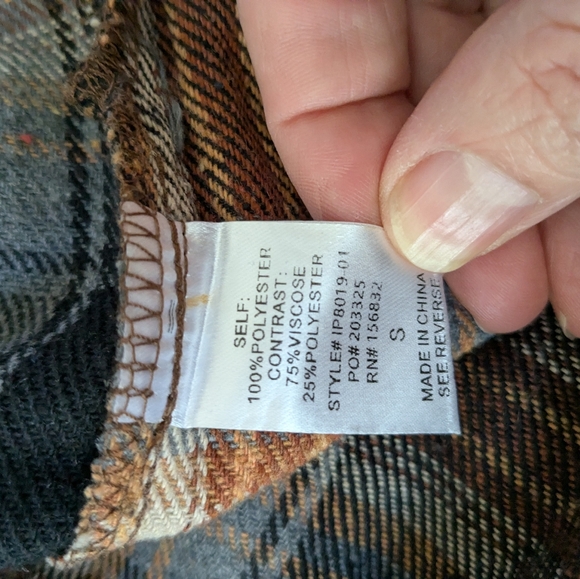 SELF:
100%POLYESTER
CONTRAST:
75%VISCOSE
25%POLYESTER
STYLE# IP8019-01
PO# 203325
RN# 156832
S
MADE IN CHINA
SEE REVERSE